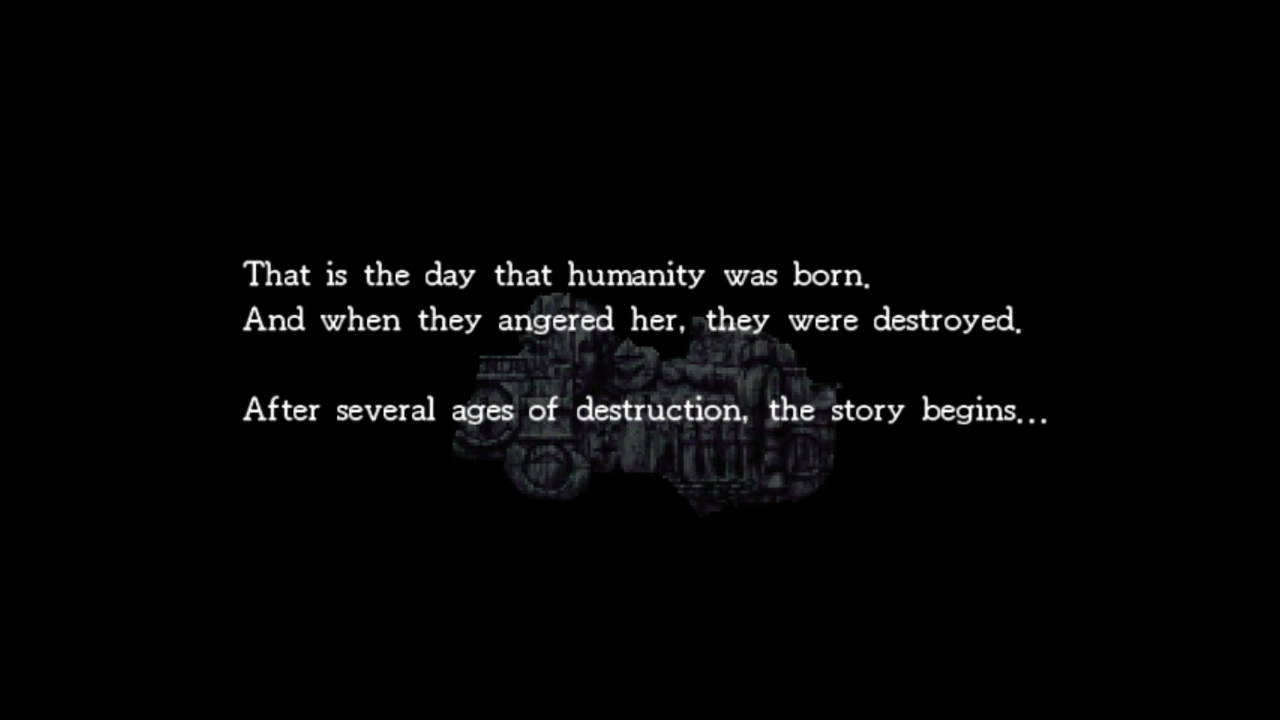 That is the day that humanity was born.
And when they angered her, they were destroyed.
After several ages of destruction, the story begins...